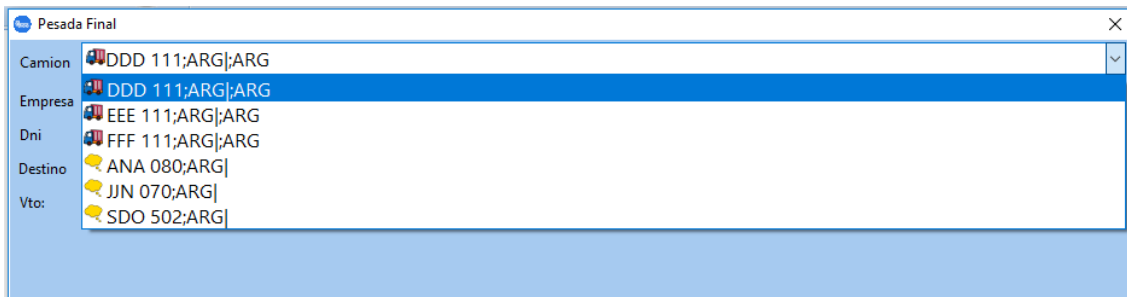 Pesada Final
Camion DDD 111;ARG|;ARG
DDD 111;ARG|;ARG
Empresa
EEE 111;ARG|;ARG
Dni
FFF 111;ARG|;ARG
Destino
ANA 080;ARG|
Vto:
JJN 070;ARG|
SDO 502;ARG|